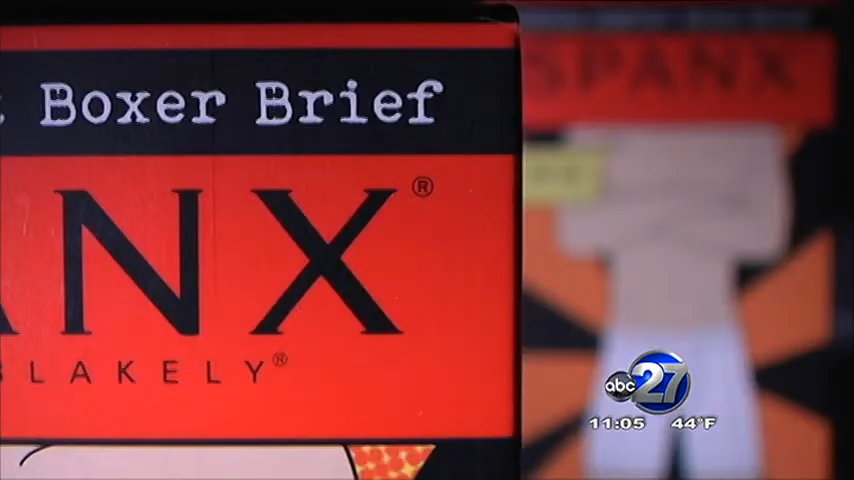 Boxer Brief
ANX®
BLAKELY®
SPANX
abc 27
11:05 44°F